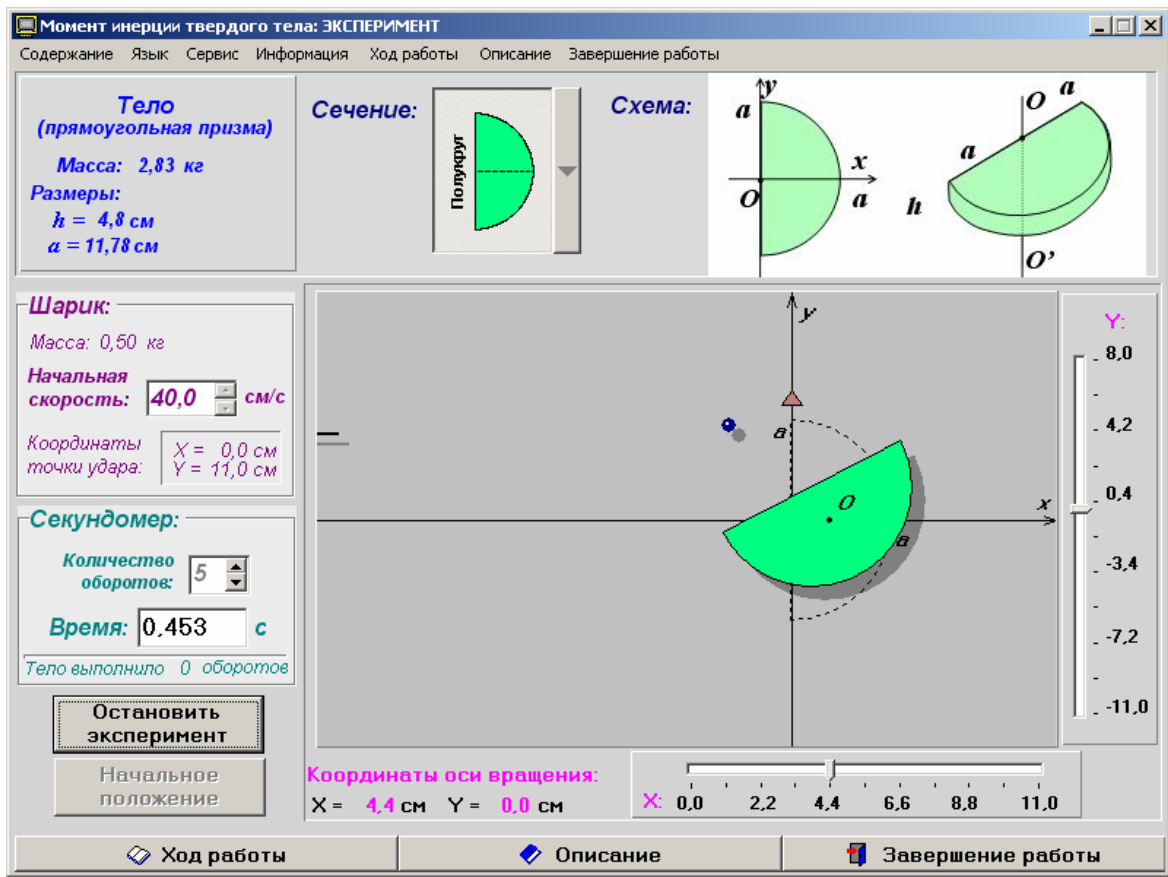 Момент инерции твердого тела: ЭКСПЕРИМЕНТ
Содержание Язык Сервис Информация Ход работы Описание Завершение работы
Тело
(прямоугольная призма)
Масса: 2,83 кг
Размеры:
h = 4,8 см
a = 11,78 см
Сечение:
Полукруг
Схема:
y
a
x
O
a
O
a
a
h
O’
Шарик:
Масса: 0,50 кг
Начальная
скорость: 40,0 см/с
Координаты
точки удара:
X = 0,0 см
Y = 11,0 см
Секундомер:
Количество
оборотов: 5
Время: 0,453 с
Тело выполнило 0 оборотов
Остановить
эксперимент
Начальное
положение
y
a
O
x
a
Y:
8,0
4,2
0,4
-3,4
-7,2
-11,0
Координаты оси вращения:
X = 4,4 см Y = 0,0 см
X: 0,0 2,2 4,4 6,6 8,8 11,0
Ход работы
Описание
Завершение работы